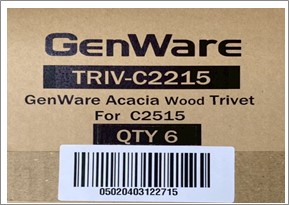 GenWare
TRIV-C2215
GenWare Acacia Wood Trivet
For C2515
QTY 6
05020403122715